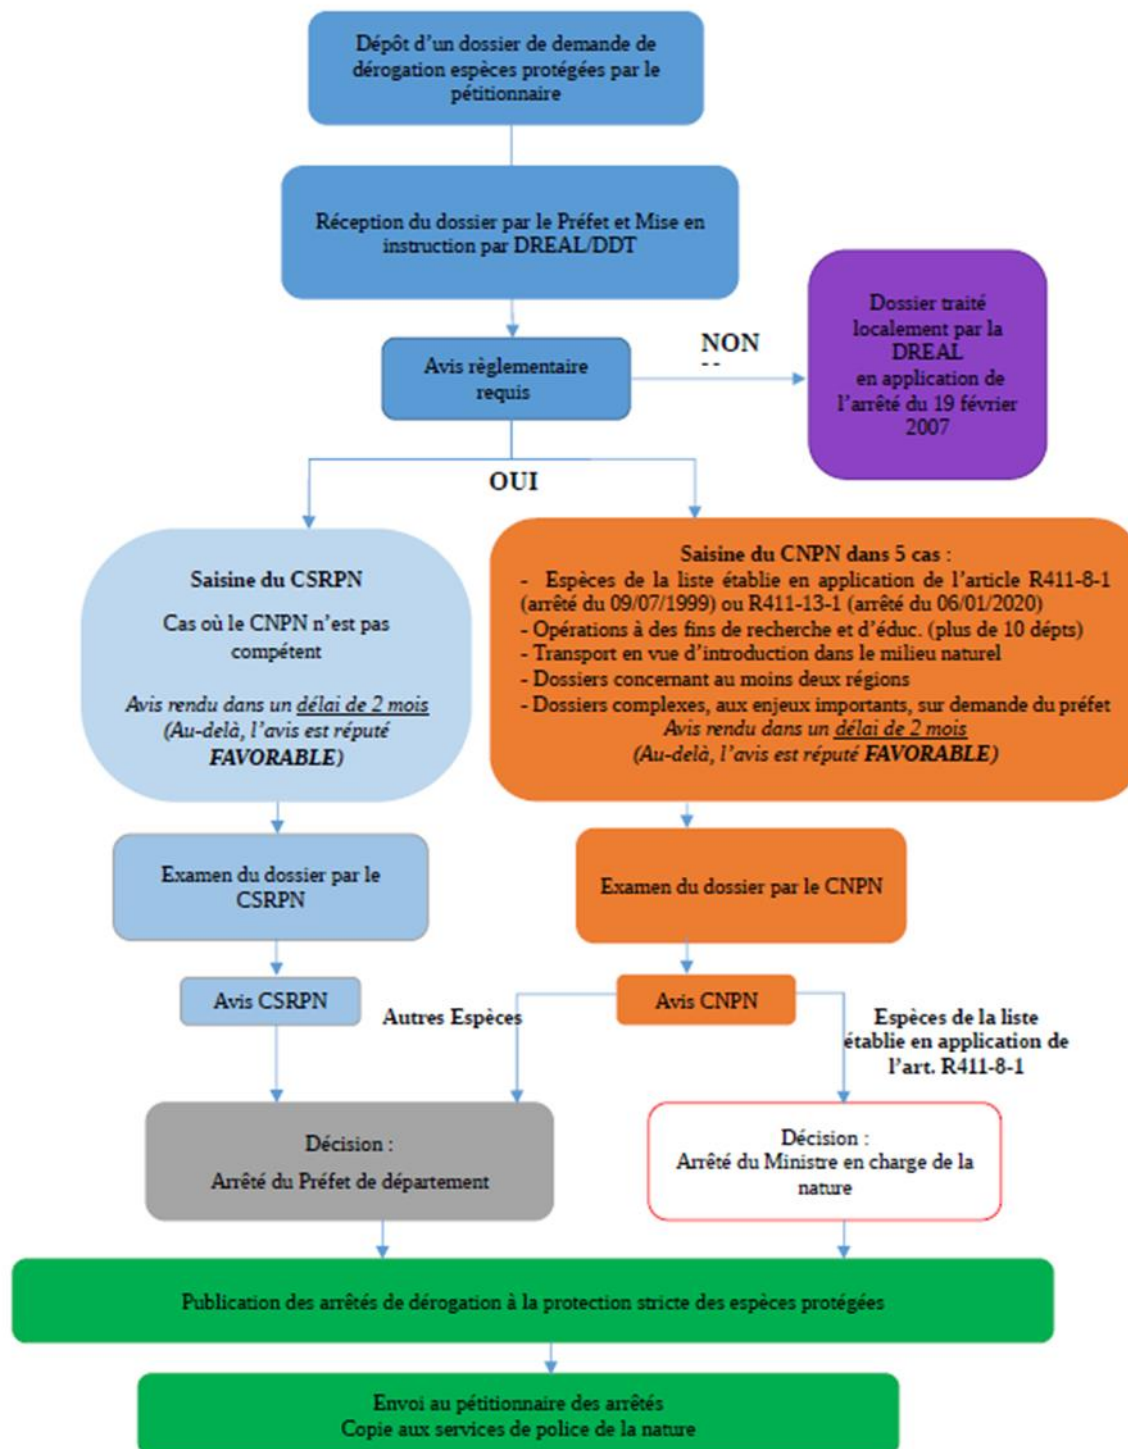 Dépôt d'un dossier de demande de
dérogation espèces protégées par le
pétitionnaire
Réception du dossier par le Préfet et Mise en
instruction par DREAL/DDT
Avis règlementaire
requis
NON
--
Dossier traité
localement par la
DREAL
en application de
l'arrêté du 19 février
2007
OUI
Saisine du CSRPN
Cas où le CNPN n'est pas
compétent
Avis rendu dans un délai de 2 mois
(Au-delà, l'avis est réputé
FAVORABLE)
Saisine du CNPN dans 5 cas :
- Espèces de la liste établie en application de l'article R411-8-1
(arrêté du 09/07/1999) ou R411-13-1 (arrêté du 06/01/2020)
- Opérations à des fins de recherche et d'éduc. (plus de 10 dépts)
- Transport en vue d'introduction dans le milieu naturel
- Dossiers concernant au moins deux régions
- Dossiers complexes, aux enjeux importants, sur demande du préfet
Avis rendu dans un délai de 2 mois
(Au-delà, l'avis est réputé FAVORABLE)
Examen du dossier par le
CSRPN
Examen du dossier par le CNPN
Avis CSRPN
Autres Espèces
Avis CNPN
Espèces de la liste
établie en application de
l'art. R411-8-1
Décision :
Arrêté du Préfet de département
Décision :
Arrêté du Ministre en charge de la
nature
Publication des arrêtés de dérogation à la protection stricte des espèces protégées
Envoi au pétitionnaire des arrêtés
Copie aux services de police de la nature